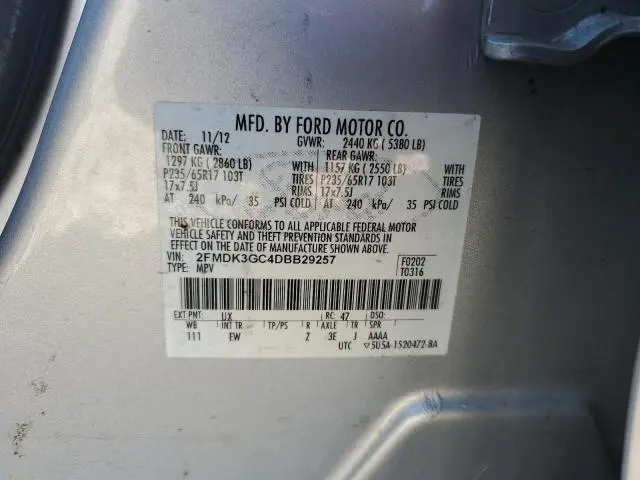 MFD. BY FORD MOTOR CO.
DATE: 11/12 GVWR: 2440 KG ( 5380 LB)
FRONT GAWR: REAR GAWR:
1297 KG ( 2860 LB) WITH 1157 KG ( 2550 LB) WITH
P235/65R17 103T TIRES P235/65R17 103T TIRES
17x7.5J RIMS 17x7.5J RIMS
AT 240 kPa/ 35 PSI COLD AT 240 kPa/ 35 PSI COLD
THIS VEHICLE CONFORMS TO ALL APPLICABLE FEDERAL MOTOR
VEHICLE SAFETY AND THEFT PREVENTION STANDARDS IN
EFFECT ON THE DATE OF MANUFACTURE SHOWN ABOVE.
VIN: 2FMDK3GC4DBB29257 F0202
TYPE: MPV T0316
EXT PNT: UX RC: 47 DSO:
WB INT TR TP/PS R AXLE TR SPR
111 EW Z 3E J AAAA
UTC ▽5U5A-1520472-BA